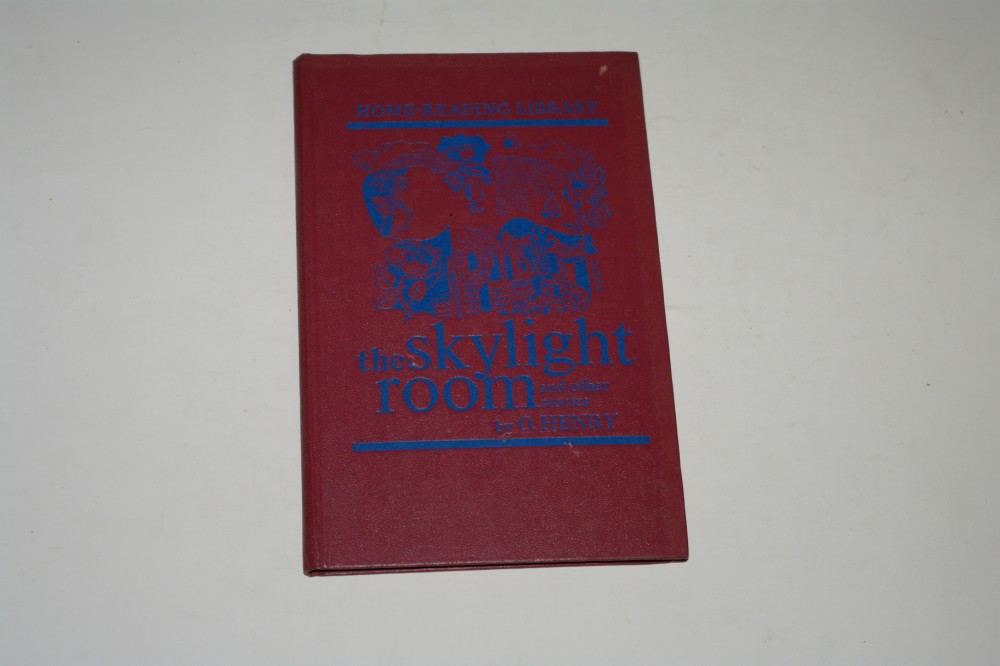 HOME-READING LIBRARY
the skylight
room and other
stories
by O. HENRY